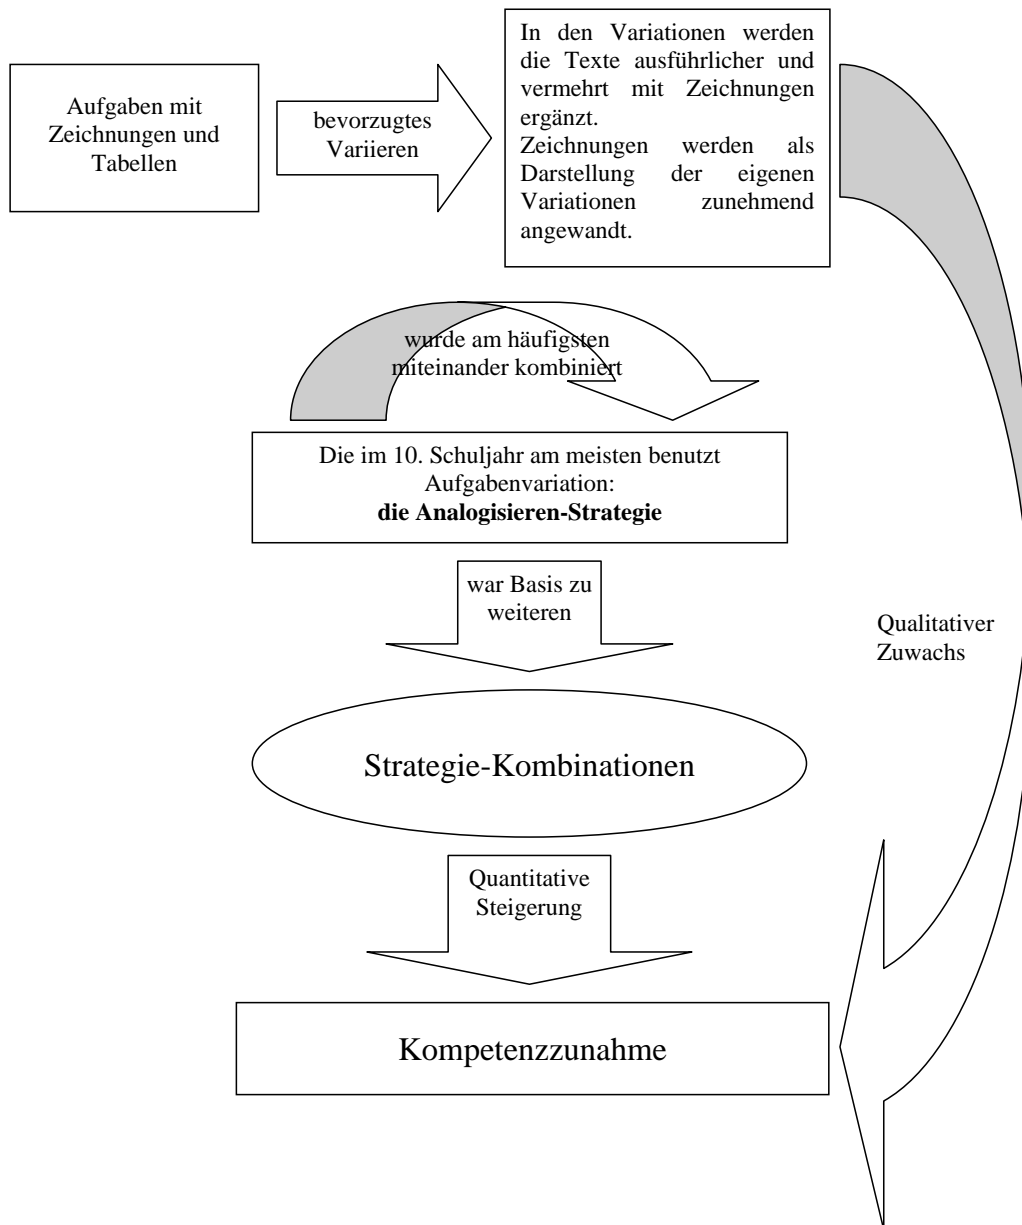 Aufgaben mit
Zeichnungen und
Tabellen
bevorzugtes
Variieren
In den Variationen werden
die Texte ausführlicher und
vermehrt mit Zeichnungen
ergänzt.
Zeichnungen werden als
Darstellung der eigenen
Variationen zunehmend
angewandt.
wurde am häufigsten
miteinander kombiniert
Die im 10. Schuljahr am meisten benutzt
Aufgabenvariation:
die Analogisieren-Strategie
war Basis zu
weiteren
Qualitativer
Zuwachs
Strategie-Kombinationen
Quantitative
Steigerung
Kompetenzzunahme